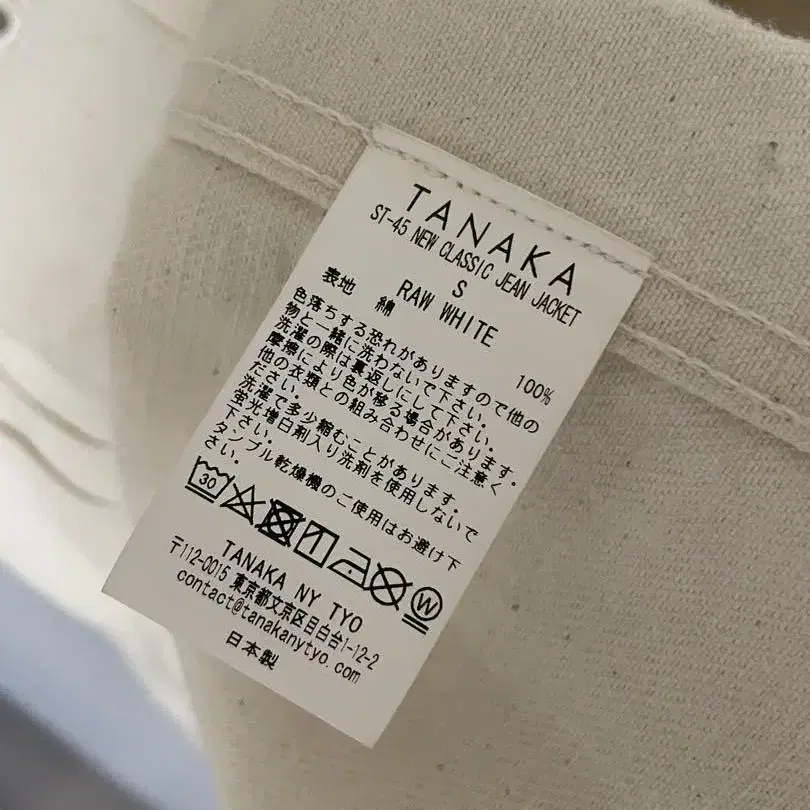 TANAKA
ST-45 NEW CLASSIC JEAN JACKET
S
RAW WHITE
表地 綿 100%
色落ちする恐れがありますので他の
物と一緒に洗わないで下さい。
洗濯の際は裏返しにして下さい。
摩擦により色が移る場合があります。
他の衣類との組み合わせにご注意く
ださい。
洗濯で多少縮むことがあります。
蛍光増白剤入り洗剤を使用しないで
下さい。
タンブル乾燥機のご使用はお避け下
さい。
30
W
TANAKA NY TYO
〒112-0015 東京都文京区目白台1-12-2
contact@tanakanytyo.com
日本製